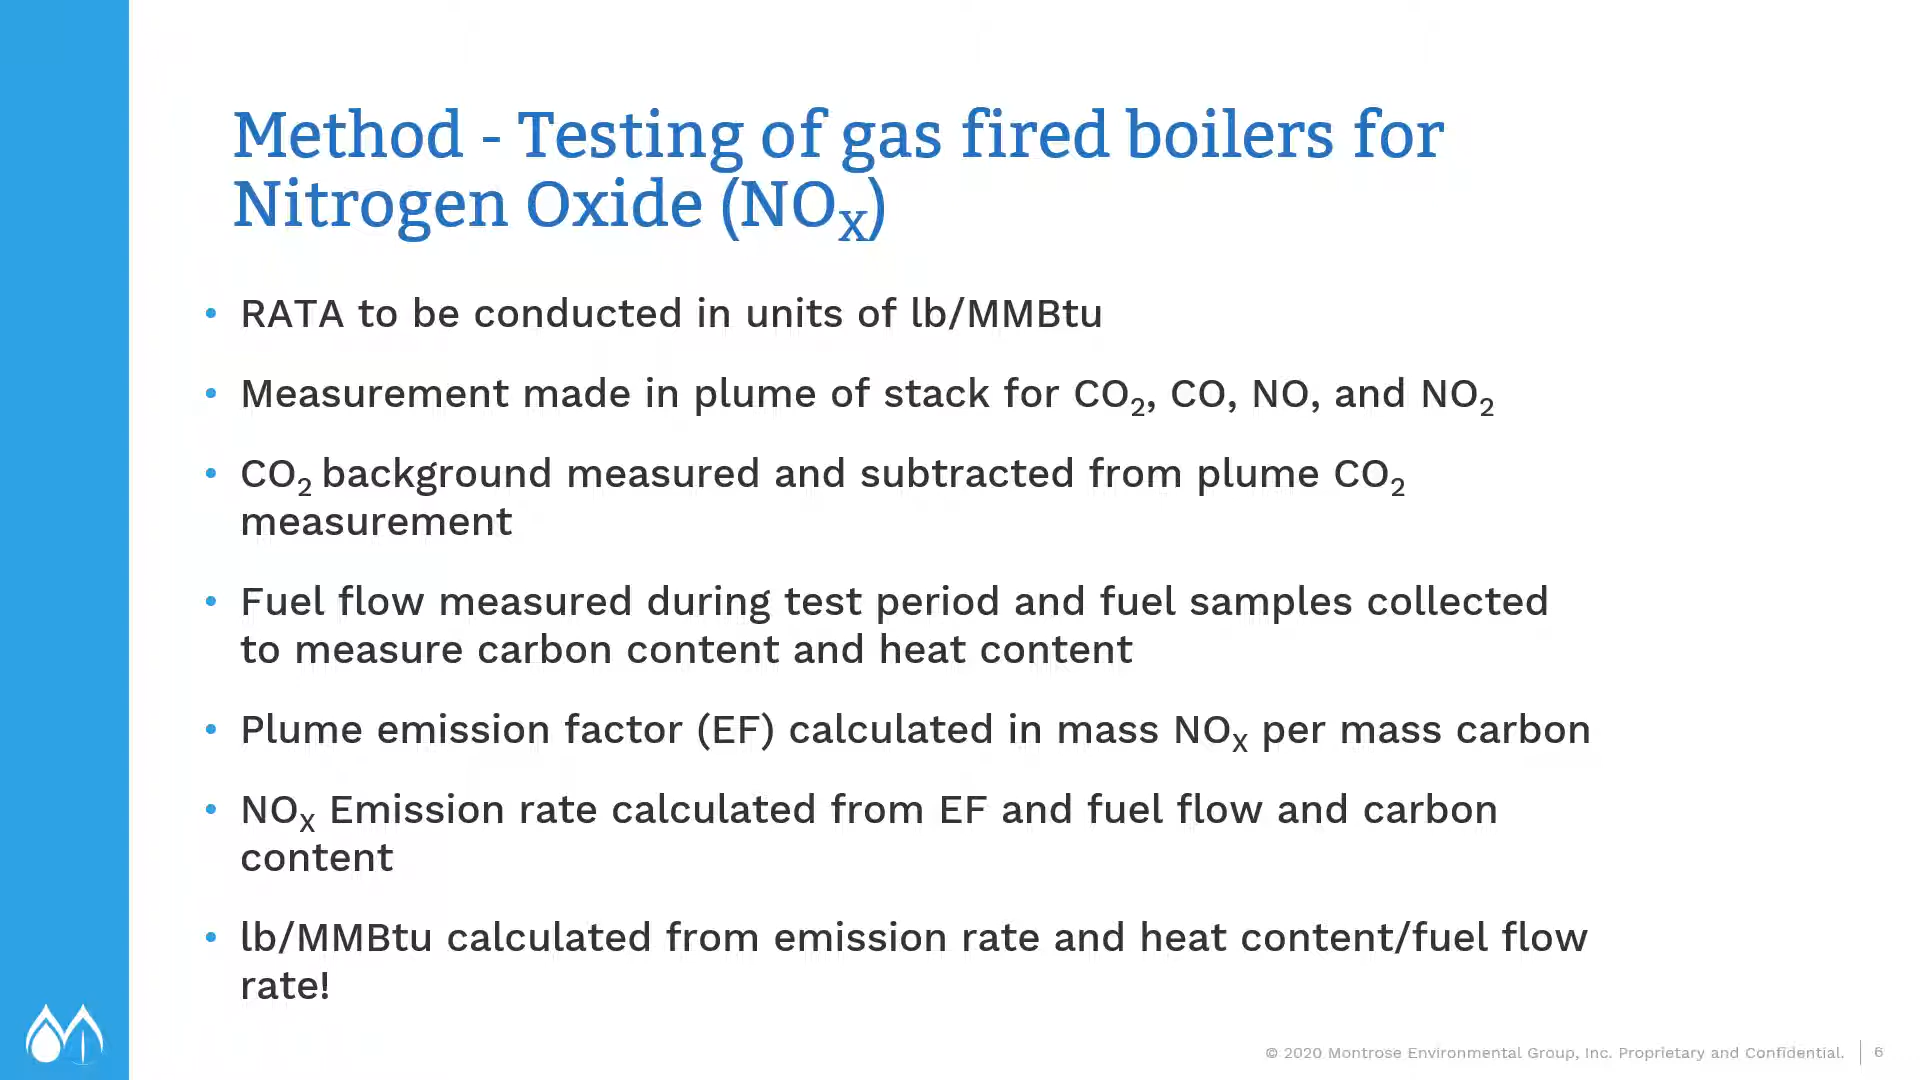 Method - Testing of gas fired boilers for
Nitrogen Oxide (NOX)
• RATA to be conducted in units of lb/MMBtu
• Measurement made in plume of stack for CO2, CO, NO, and NO2
• CO2 background measured and subtracted from plume CO2
measurement
• Fuel flow measured during test period and fuel samples collected
to measure carbon content and heat content
• Plume emission factor (EF) calculated in mass NOX per mass carbon
• NOX Emission rate calculated from EF and fuel flow and carbon
content
• lb/MMBtu calculated from emission rate and heat content/fuel flow
rate!
© 2020 Montrose Environmental Group, Inc. Proprietary and Confidential. 6